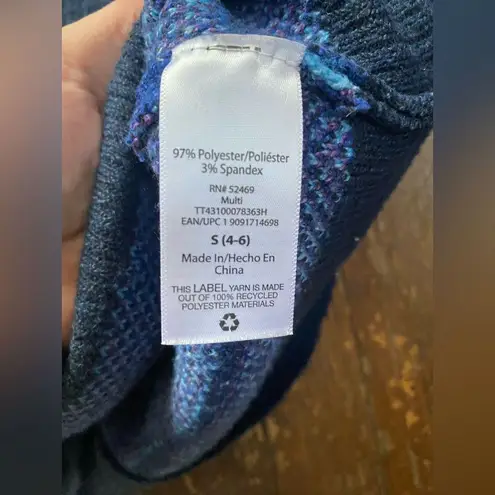 97% Polyester/Poliéster
3% Spandex
RN# 52469
Multi
TT43100078363H
EAN/UPC 1 9091714698
S (4-6)
Made In/Hecho En
China
THIS LABEL YARN IS MADE
OUT OF 100% RECYCLED
POLYESTER MATERIALS